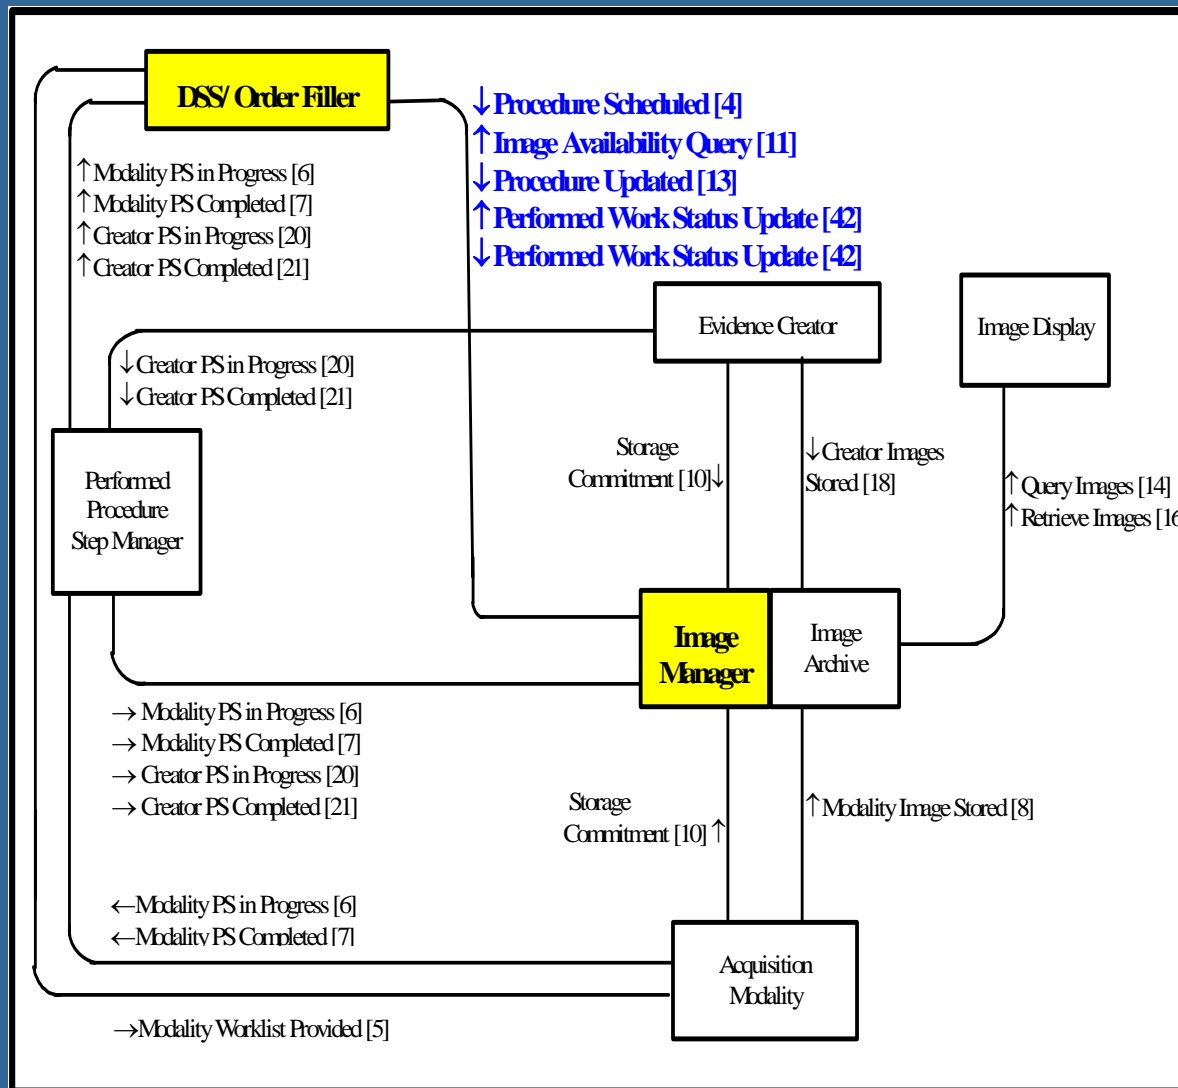 DSS/ Order Filler
↓Procedure Scheduled [4]
↑Image Availability Query [11]
↓Procedure Updated [13]
↑Performed Work Status Update [42]
↓Performed Work Status Update [42]
↑Modality PS in Progress [6]
↑Modality PS Completed [7]
↑Creator PS in Progress [20]
↑Creator PS Completed [21]
Evidence Creator
Image Display
↓Creator PS in Progress [20]
↓Creator PS Completed [21]
Storage
Commitment [10]↓
↓Creator Images
Stored [18]
↑Query Images [14]
↑Retrieve Images [16
Performed
Procedure
Step Manager
Image
Manager
Image
Archive
→ Modality PS in Progress [6]
→ Modality PS Completed [7]
→ Creator PS in Progress [20]
→ Creator PS Completed [21]
Storage
Commitment [10] ↑
↑Modality Image Stored [8]
←Modality PS in Progress [6]
←Modality PS Completed [7]
Acquisition
Modality
→Modality Worklist Provided [5]